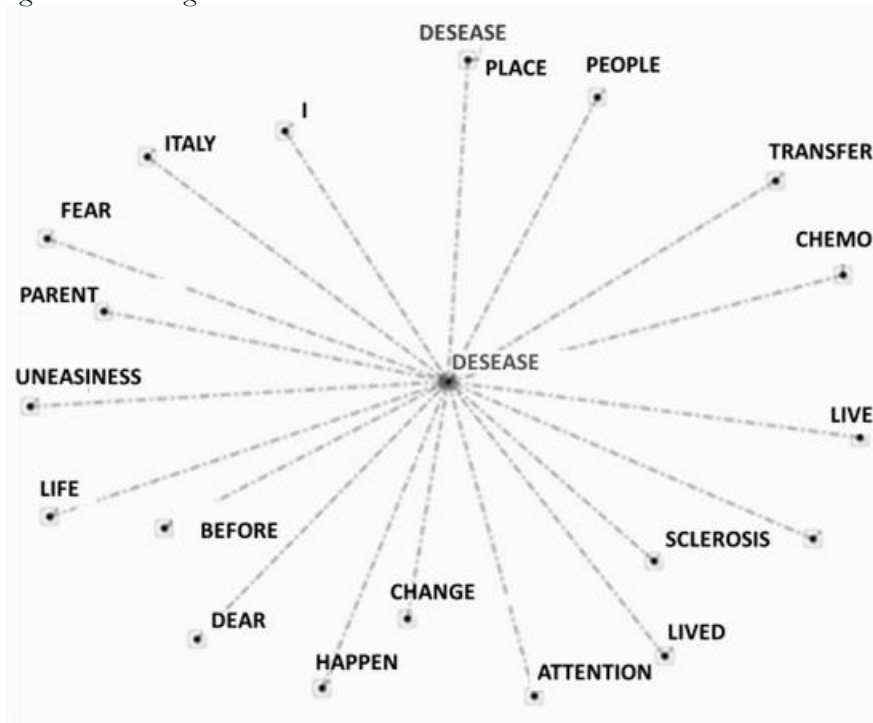 DESEASE
PLACE
PEOPLE
I
ITALY
TRANSFER
FEAR
CHEMO
PARENT
DESEASE
UNEASINESS
LIVE
LIFE
BEFORE
SCLEROSIS
CHANGE
DEAR
LIVED
HAPPEN
ATTENTION